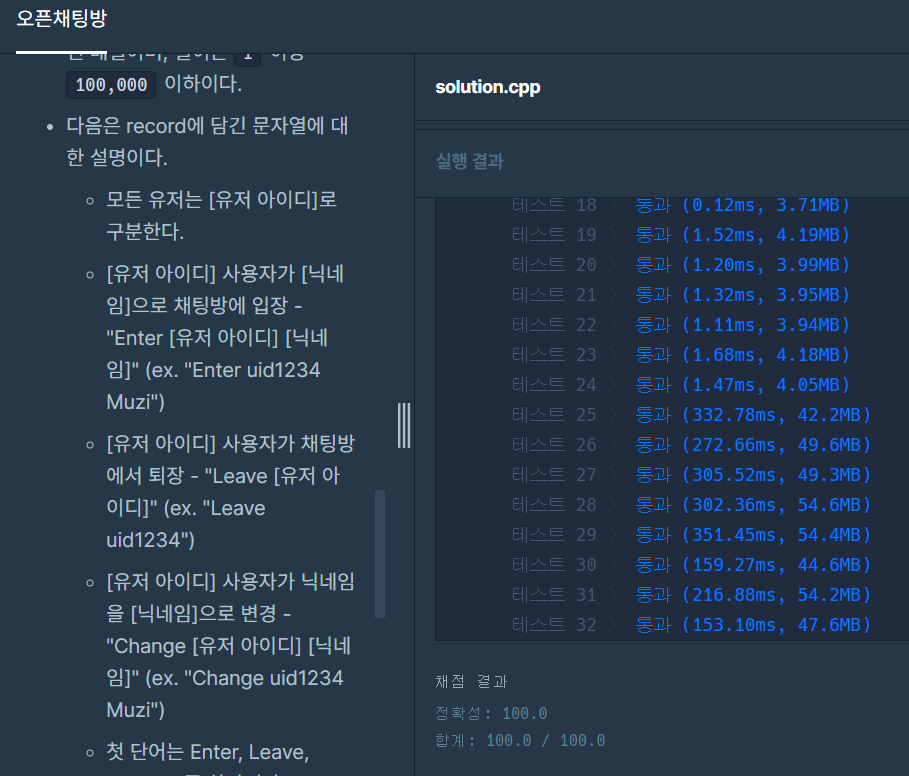 오픈채팅방
100,000 이하이다.
• 다음은 record에 담긴 문자열에 대
한 설명이다.
◦ 모든 유저는 [유저 아이디]로
구분한다.
◦ [유저 아이디] 사용자가 [닉네
임]으로 채팅방에 입장 -
"Enter [유저 아이디] [닉네
임]" (ex. "Enter uid1234
Muzi")
◦ [유저 아이디] 사용자가 채팅방
에서 퇴장 - "Leave [유저 아
이디]" (ex. "Leave
uid1234")
◦ [유저 아이디] 사용자가 닉네임
을 [닉네임]으로 변경 -
"Change [유저 아이디] [닉네
임]" (ex. "Change uid1234
Muzi")
◦ 첫 단어는 Enter, Leave,
solution.cpp
실행 결과
테스트 18 〉 통과 (0.12ms, 3.71MB)
테스트 19 〉 통과 (1.52ms, 4.19MB)
테스트 20 〉 통과 (1.20ms, 3.99MB)
테스트 21 〉 통과 (1.32ms, 3.95MB)
테스트 22 〉 통과 (1.11ms, 3.94MB)
테스트 23 〉 통과 (1.68ms, 4.18MB)
테스트 24 〉 통과 (1.47ms, 4.05MB)
테스트 25 〉 통과 (332.78ms, 42.2MB)
테스트 26 〉 통과 (272.66ms, 49.6MB)
테스트 27 〉 통과 (305.52ms, 49.3MB)
테스트 28 〉 통과 (302.36ms, 54.6MB)
테스트 29 〉 통과 (351.45ms, 54.4MB)
테스트 30 〉 통과 (159.27ms, 44.6MB)
테스트 31 〉 통과 (216.88ms, 54.2MB)
테스트 32 〉 통과 (153.10ms, 47.6MB)
채점 결과
정확성: 100.0
합계: 100.0 / 100.0